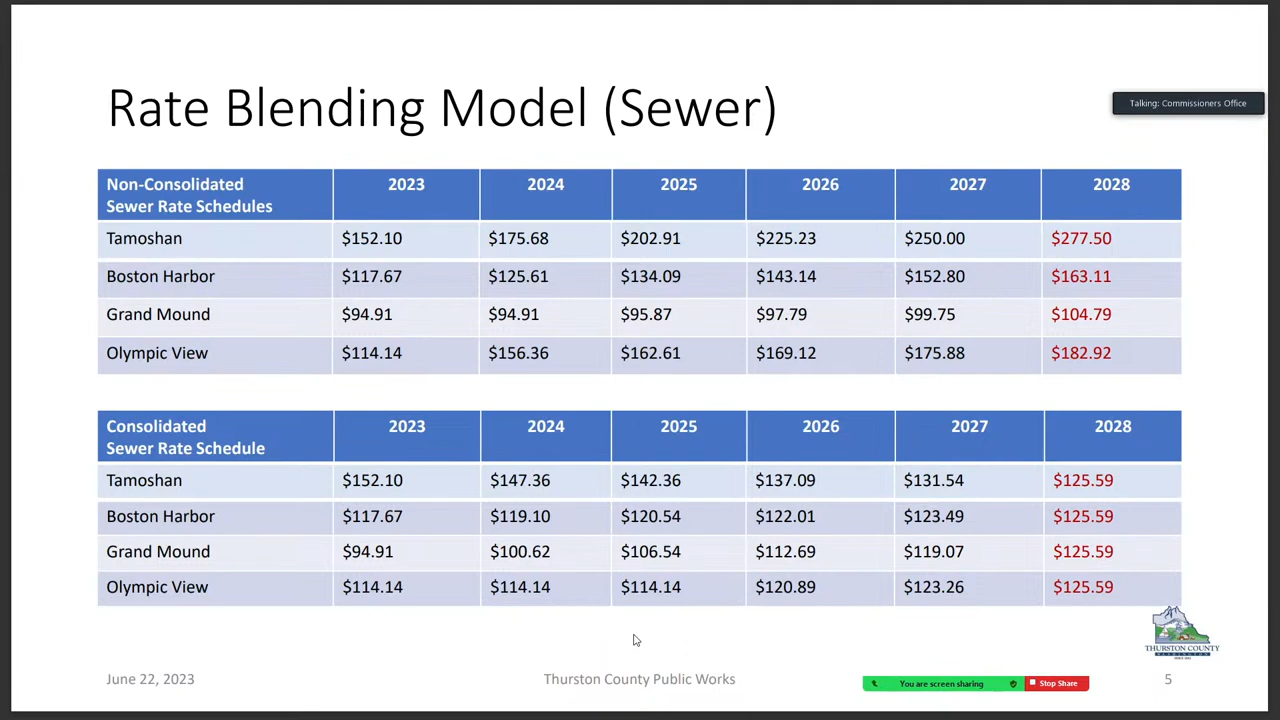 Rate Blending Model (Sewer)
Talking: Commissioners Office
Non-Consolidated
Sewer Rate Schedules 2023 2024 2025 2026 2027 2028
Tamoshan $152.10 $175.68 $202.91 $225.23 $250.00 $277.50
Boston Harbor $117.67 $125.61 $134.09 $143.14 $152.80 $163.11
Grand Mound $94.91 $94.91 $95.87 $97.79 $99.75 $104.79
Olympic View $114.14 $156.36 $162.61 $169.12 $175.88 $182.92
Consolidated
Sewer Rate Schedule 2023 2024 2025 2026 2027 2028
Tamoshan $152.10 $147.36 $142.36 $137.09 $131.54 $125.59
Boston Harbor $117.67 $119.10 $120.54 $122.01 $123.49 $125.59
Grand Mound $94.91 $100.62 $106.54 $112.69 $119.07 $125.59
Olympic View $114.14 $114.14 $114.14 $120.89 $123.26 $125.59
THURSTON COUNTY
June 22, 2023 Thurston County Public Works 5
You are screen sharing Stop Share